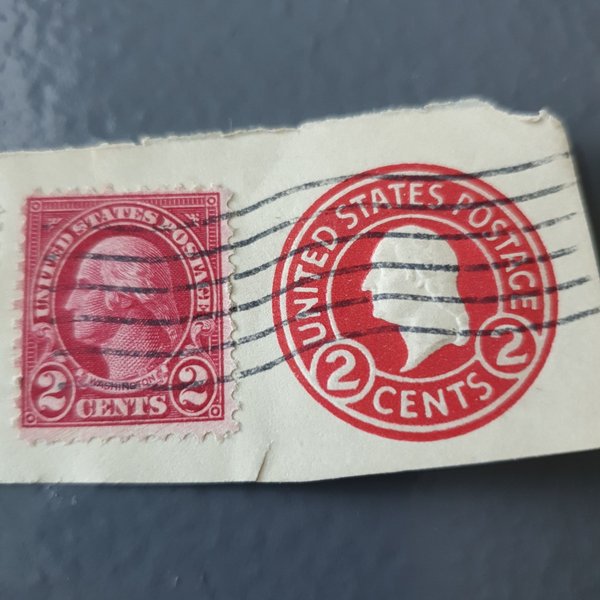 UNITED STATES POSTAGE
WASHINGTON
2 CENTS 2
UNITED STATES POSTAGE
2 CENTS 2